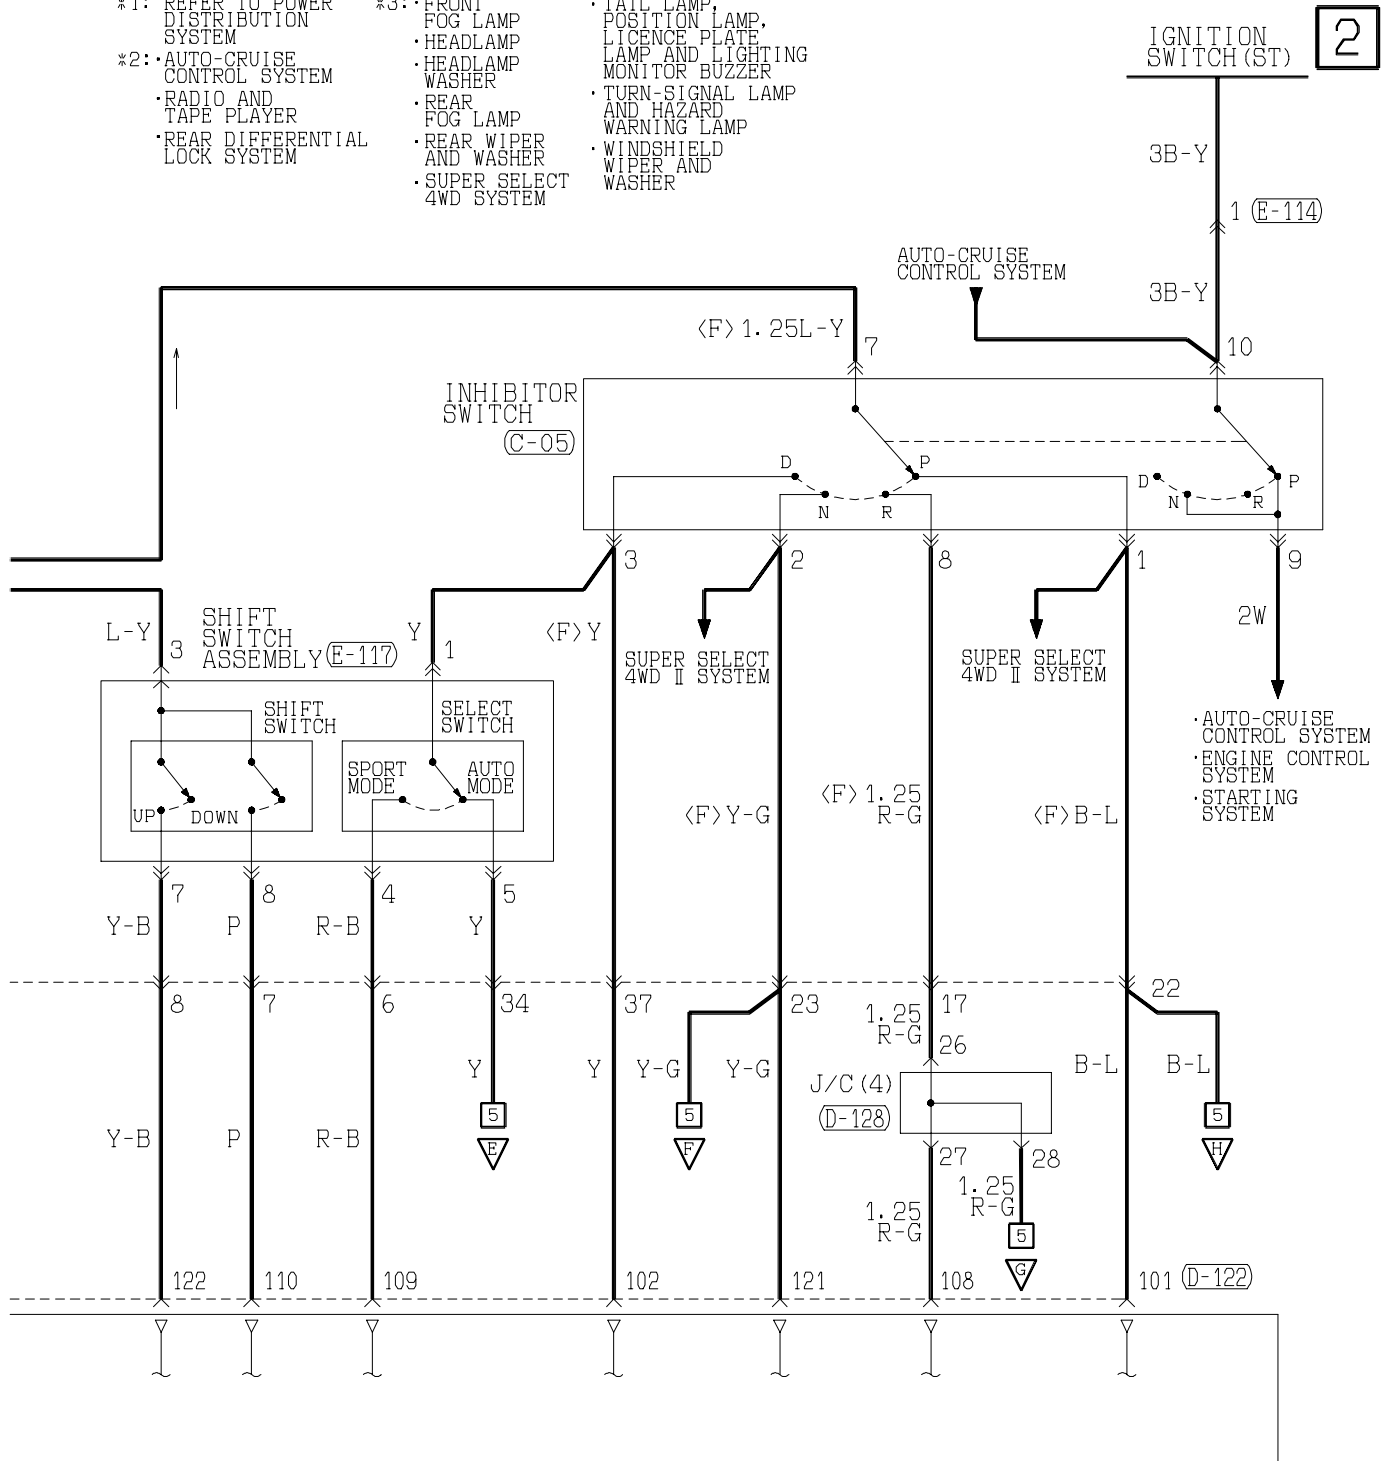 *1: REFER TO POWER
DISTRIBUTION
SYSTEM
*2:·AUTO-CRUISE
CONTROL SYSTEM
·RADIO AND
TAPE PLAYER
·REAR DIFFERENTIAL
LOCK SYSTEM
*3:·FRONT
FOG LAMP
·HEADLAMP
·HEADLAMP
WASHER
·REAR
FOG LAMP
·REAR WIPER
AND WASHER
·SUPER SELECT
4WD SYSTEM
·TAIL LAMP,
POSITION LAMP,
LICENCE PLATE
LAMP AND LIGHTING
MONITOR BUZZER
·TURN-SIGNAL LAMP
AND HAZARD
WARNING LAMP
·WINDSHIELD
WIPER AND
WASHER
IGNITION
SWITCH(ST)
2
3B-Y
1 (E-114)
AUTO-CRUISE
CONTROL SYSTEM
3B-Y
<F>1.25L-Y
7
10
INHIBITOR
SWITCH
(C-05)
D
P
N
R
D
P
N
R
3
2
8
1
9
L-Y
3
SHIFT
SWITCH
ASSEMBLY (E-117)
Y
1
<F>Y
SUPER SELECT
4WD Ⅱ SYSTEM
SUPER SELECT
4WD Ⅱ SYSTEM
2W
·AUTO-CRUISE
CONTROL SYSTEM
·ENGINE CONTROL
SYSTEM
·STARTING
SYSTEM
SHIFT
SWITCH
SELECT
SWITCH
SPORT
MODE
AUTO
MODE
UP
DOWN
<F>Y-G
<F>1.25
R-G
<F>B-L
7
8
4
5
Y-B
P
R-B
Y
8
7
6
34
37
23
17
22
1.25
R-G
26
Y
Y
Y-G
Y-G
B-L
B-L
J/C(4)
(D-128)
5
E
5
F
5
H
Y-B
P
R-B
27
28
1.25
R-G
1.25
R-G
5
G
122
110
109
102
121
108
101 (D-122)